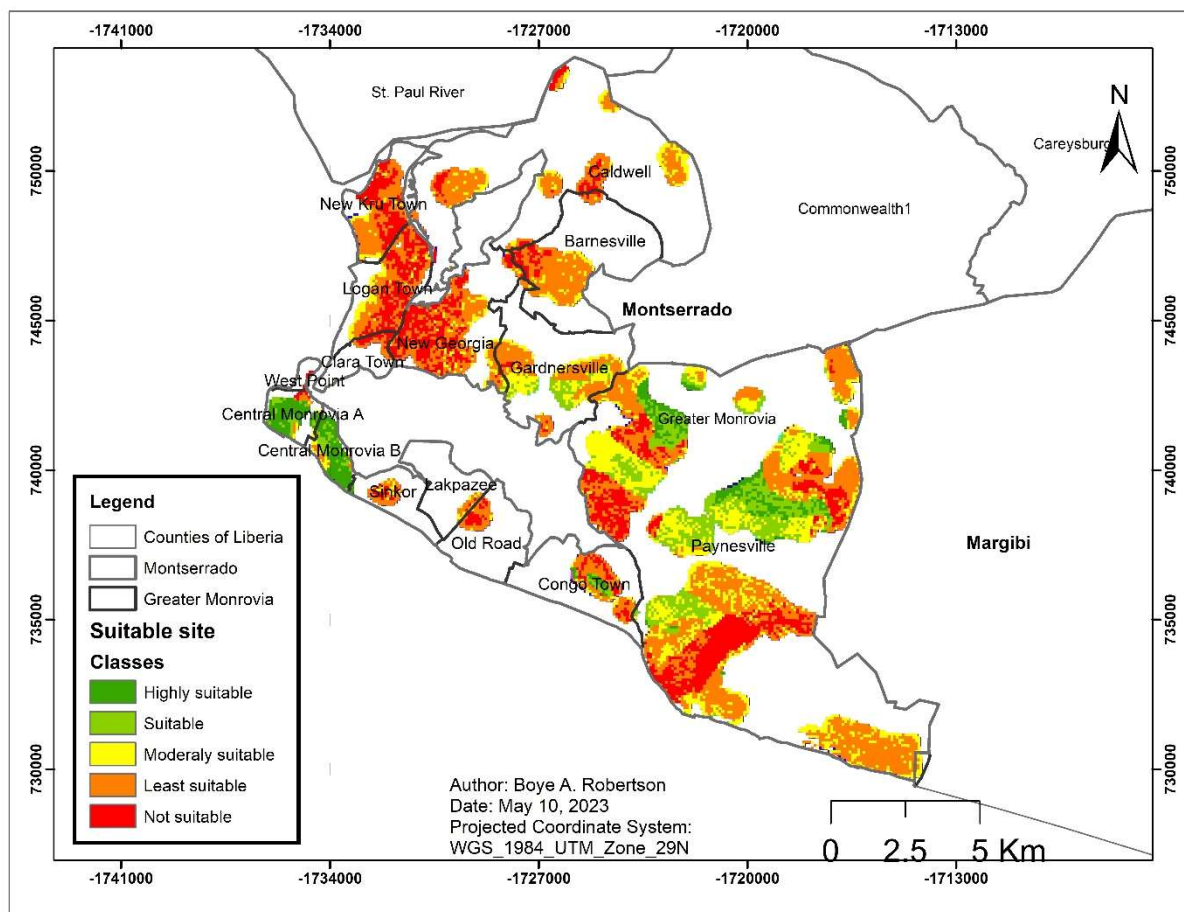 -1741000 -1734000 -1727000 -1720000 -1713000
N
St. Paul River
Careysburg
750000 750000
Caldwell
New Kru Town
Commonwealth1
Barnesville
Logan Town
Montserrado
745000 745000
New Georgia
Clara Town
Gardnersville
West Point
Central Monrovia A
Greater Monrovia
Central Monrovia B
740000 740000
Sinkor
Lakpazee
Old Road
Paynesville
Margibi
Congo Town
735000 735000
730000 730000
Legend
Counties of Liberia
Montserrado
Greater Monrovia
Suitable site
Classes
Highly suitable
Suitable
Moderaly suitable
Least suitable
Not suitable
Author: Boye A. Robertson
Date: May 10, 2023
Projected Coordinate System:
WGS_1984_UTM_Zone_29N
0 2.5 5 Km
-1741000 -1734000 -1727000 -1720000 -1713000